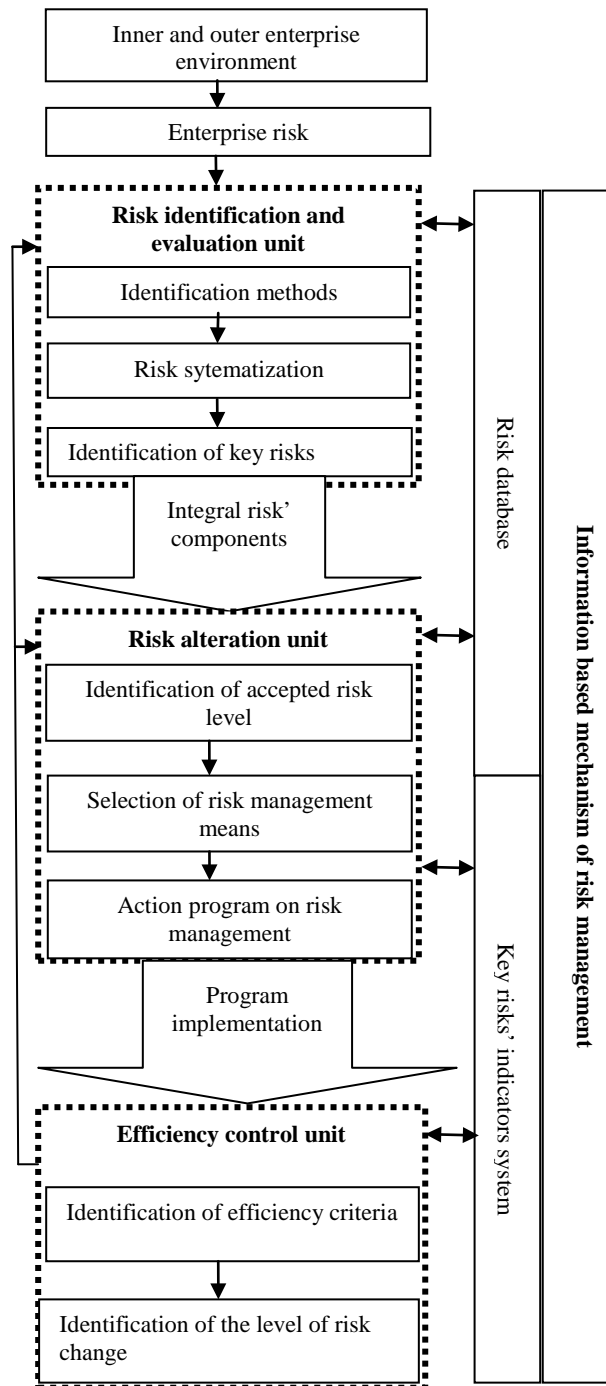 Inner and outer enterprise
environment
Enterprise risk
Risk identification and
evaluation unit
Identification methods
Risk sytematization
Identification of key risks
Integral risk’
components
Risk alteration unit
Identification of accepted risk
level
Selection of risk management
means
Action program on risk
management
Program
implementation
Efficiency control unit
Identification of efficiency criteria
Identification of the level of risk
change
Risk database
Key risks’ indicators system
Information based mechanism of risk management